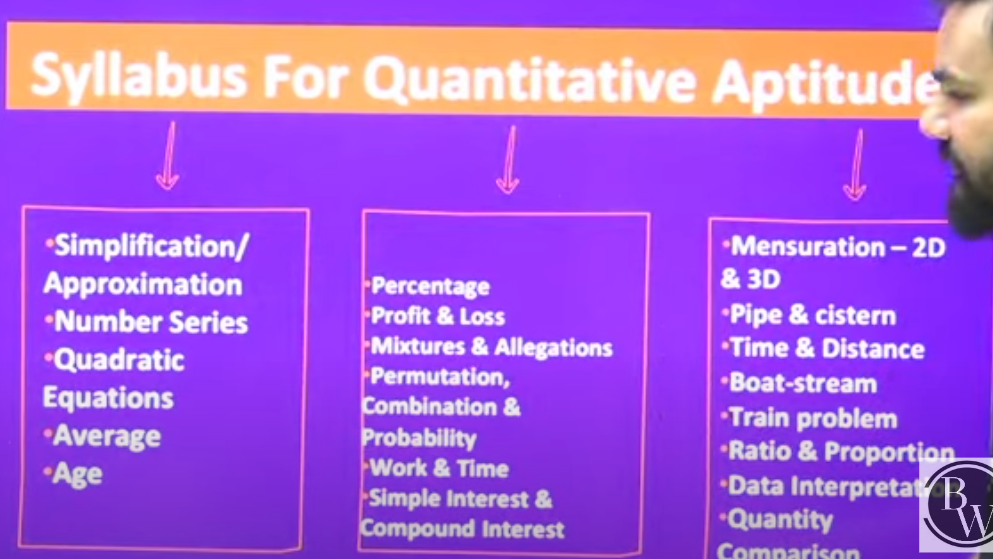 Syllabus For Quantitative Aptitude
•Simplification/
Approximation
•Number Series
•Quadratic
Equations
•Average
•Age
•Percentage
•Profit & Loss
•Mixtures & Allegations
•Permutation,
Combination &
Probability
•Work & Time
•Simple Interest &
Compound Interest
•Mensuration – 2D
& 3D
•Pipe & cistern
•Time & Distance
•Boat-stream
•Train problem
•Ratio & Proportion
•Data Interpretat
•Quantity
Comparison
BW